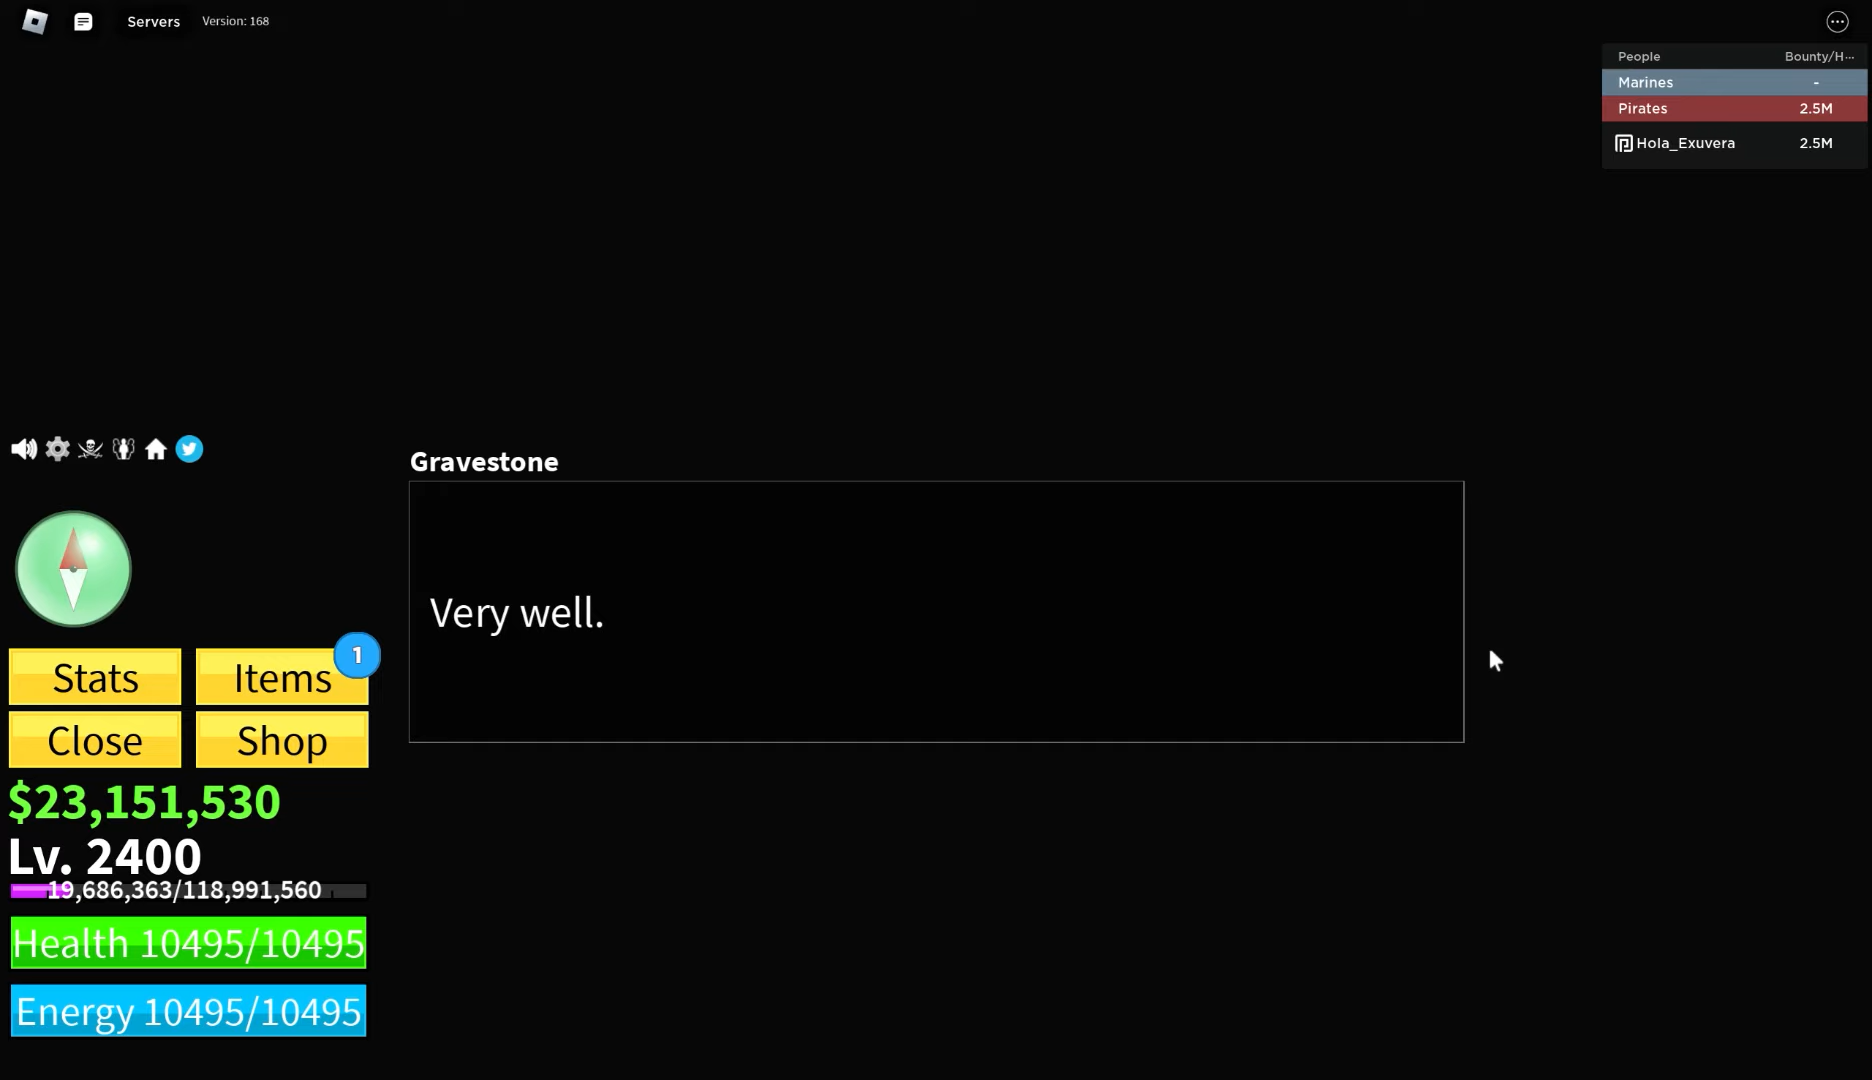 Servers Version: 168
People Bounty/H...
Marines -
Pirates 2.5M
Hola_Exuvera 2.5M
Gravestone
Very well.
1
Stats Items
Close Shop
$23,151,530
Lv. 2400
19,686,363/118,991,560
Health 10495/10495
Energy 10495/10495